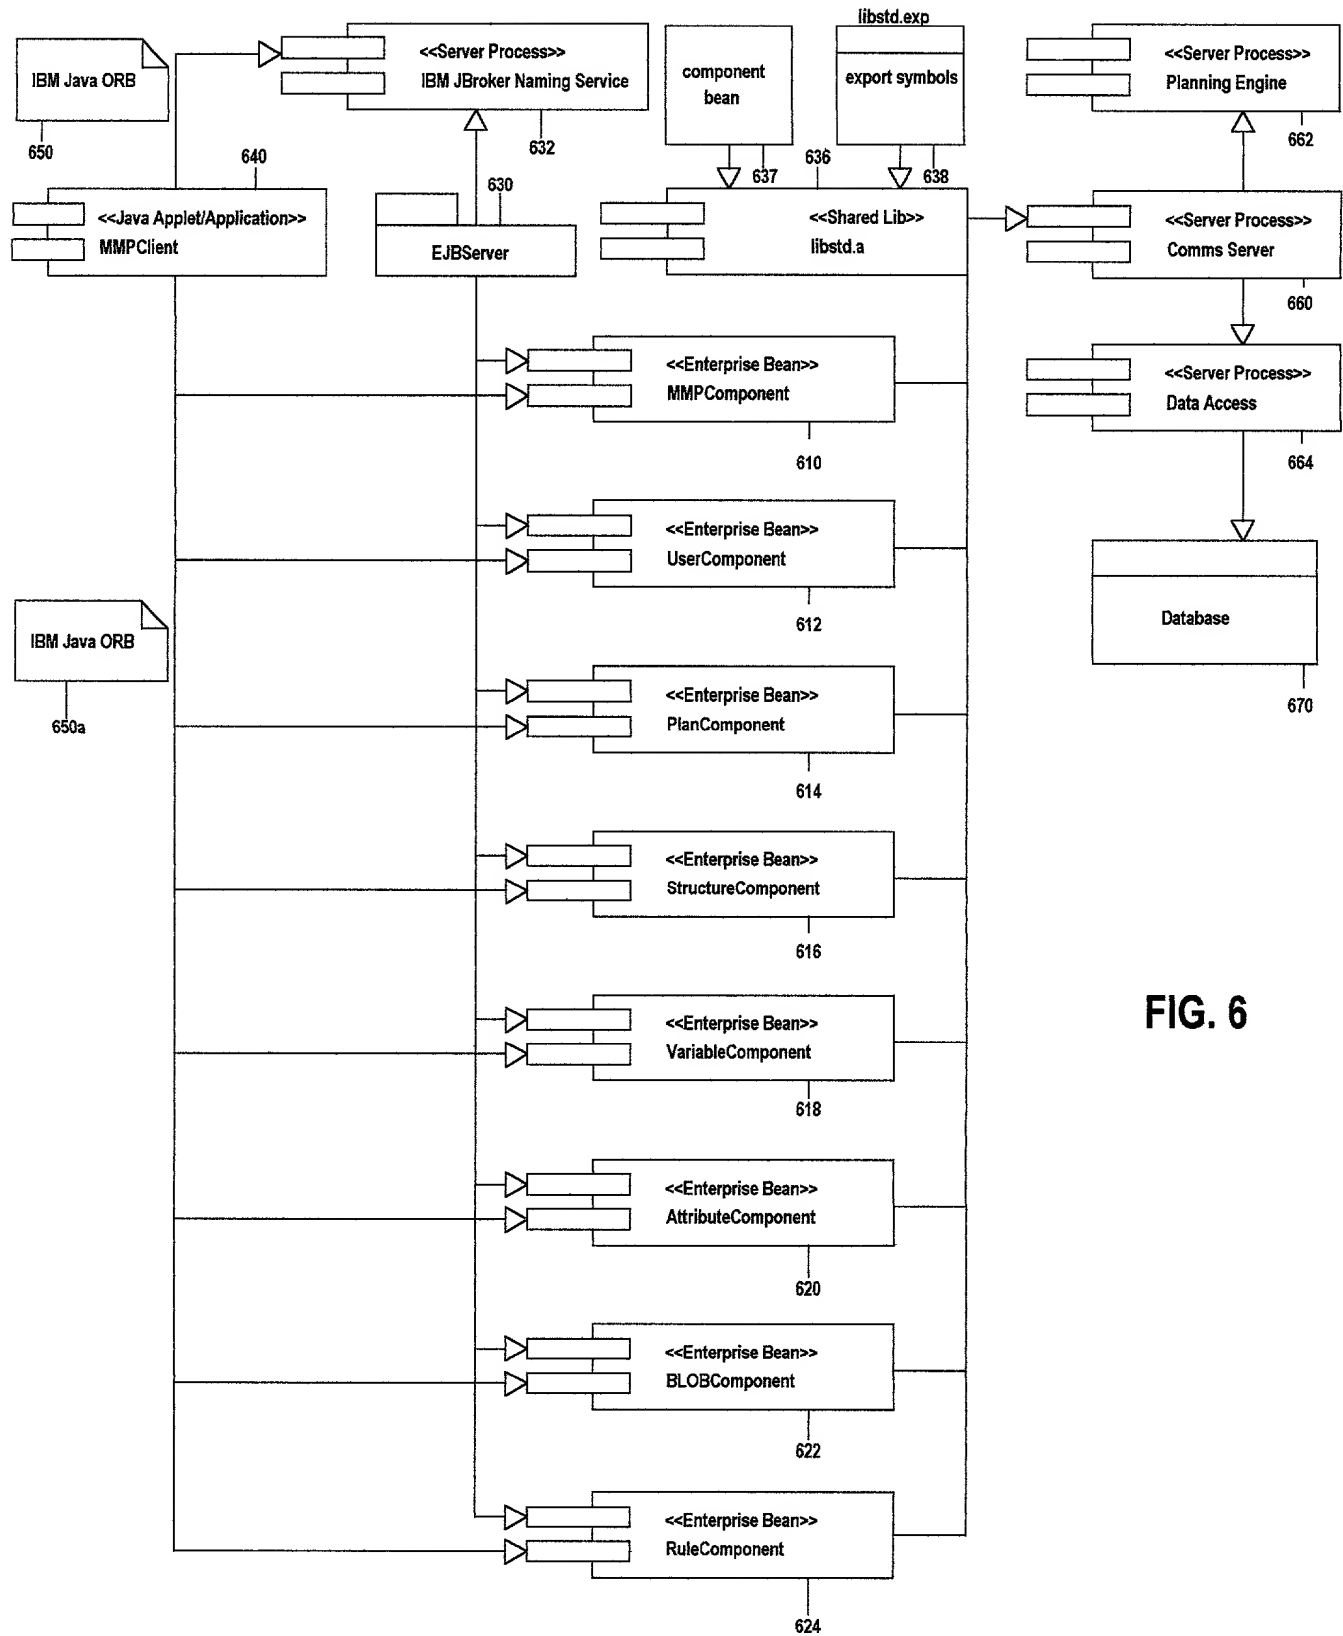 libstd.exp
IBM Java ORB
650
<<Server Process>>
IBM JBroker Naming Service
632
component
bean
637
export symbols
638
<<Server Process>>
Planning Engine
662
640
<<Java Applet/Application>>
MMPClient
630
EJBServer
636
<<Shared Lib>>
libstd.a
<<Server Process>>
Comms Server
660
<<Enterprise Bean>>
MMPComponent
610
<<Server Process>>
Data Access
664
<<Enterprise Bean>>
UserComponent
612
Database
670
IBM Java ORB
650a
<<Enterprise Bean>>
PlanComponent
614
<<Enterprise Bean>>
StructureComponent
616
<<Enterprise Bean>>
VariableComponent
618
FIG. 6
<<Enterprise Bean>>
AttributeComponent
620
<<Enterprise Bean>>
BLOBComponent
622
<<Enterprise Bean>>
RuleComponent
624